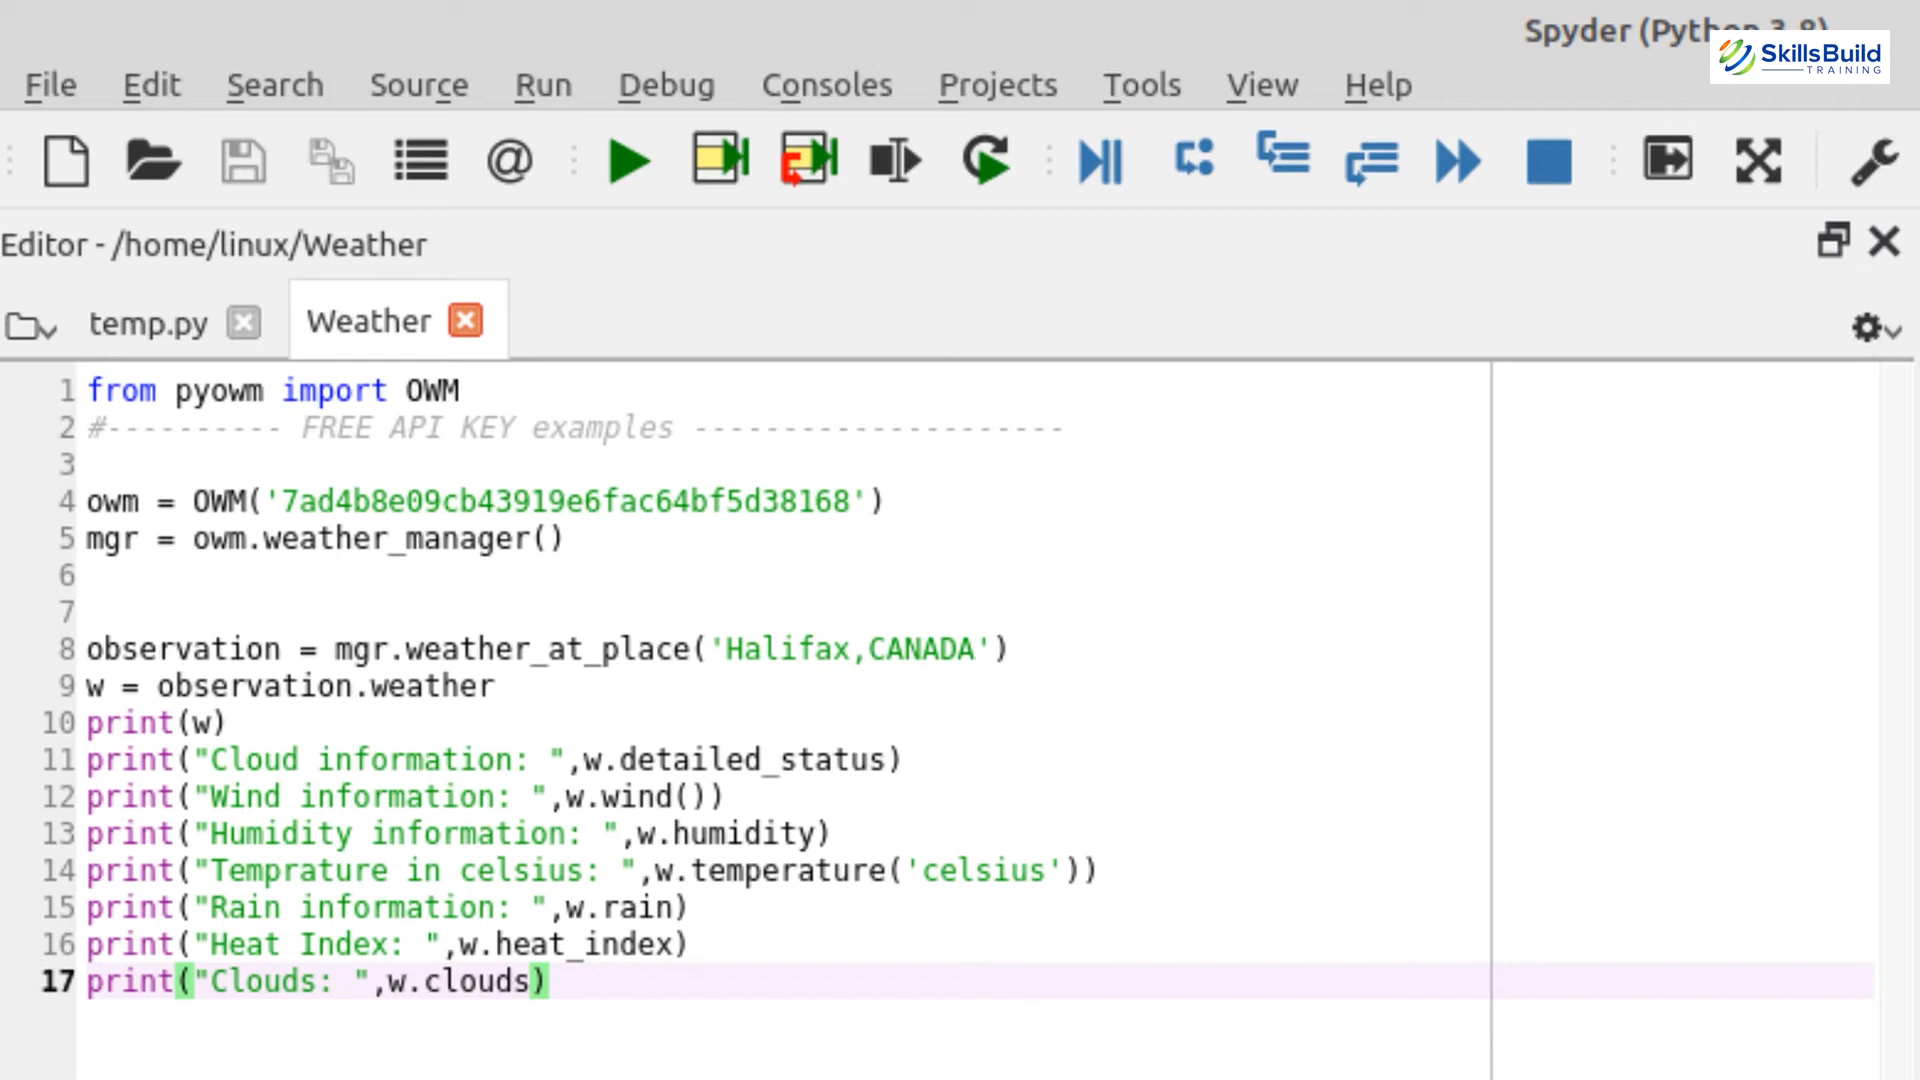 Spyder (Python 3.8)
SkillsBuild
TRAINING
File Edit Search Source Run Debug Consoles Projects Tools View Help
Editor - /home/linux/Weather
temp.py Weather
1 from pyowm import OWM
2 #---------- FREE API KEY examples ---------------------
3
4 owm = OWM('7ad4b8e09cb43919e6fac64bf5d38168')
5 mgr = owm.weather_manager()
6
7
8 observation = mgr.weather_at_place('Halifax,CANADA')
9 w = observation.weather
10 print(w)
11 print("Cloud information: ",w.detailed_status)
12 print("Wind information: ",w.wind())
13 print("Humidity information: ",w.humidity)
14 print("Temprature in celsius: ",w.temperature('celsius'))
15 print("Rain information: ",w.rain)
16 print("Heat Index: ",w.heat_index)
17 print("Clouds: ",w.clouds)